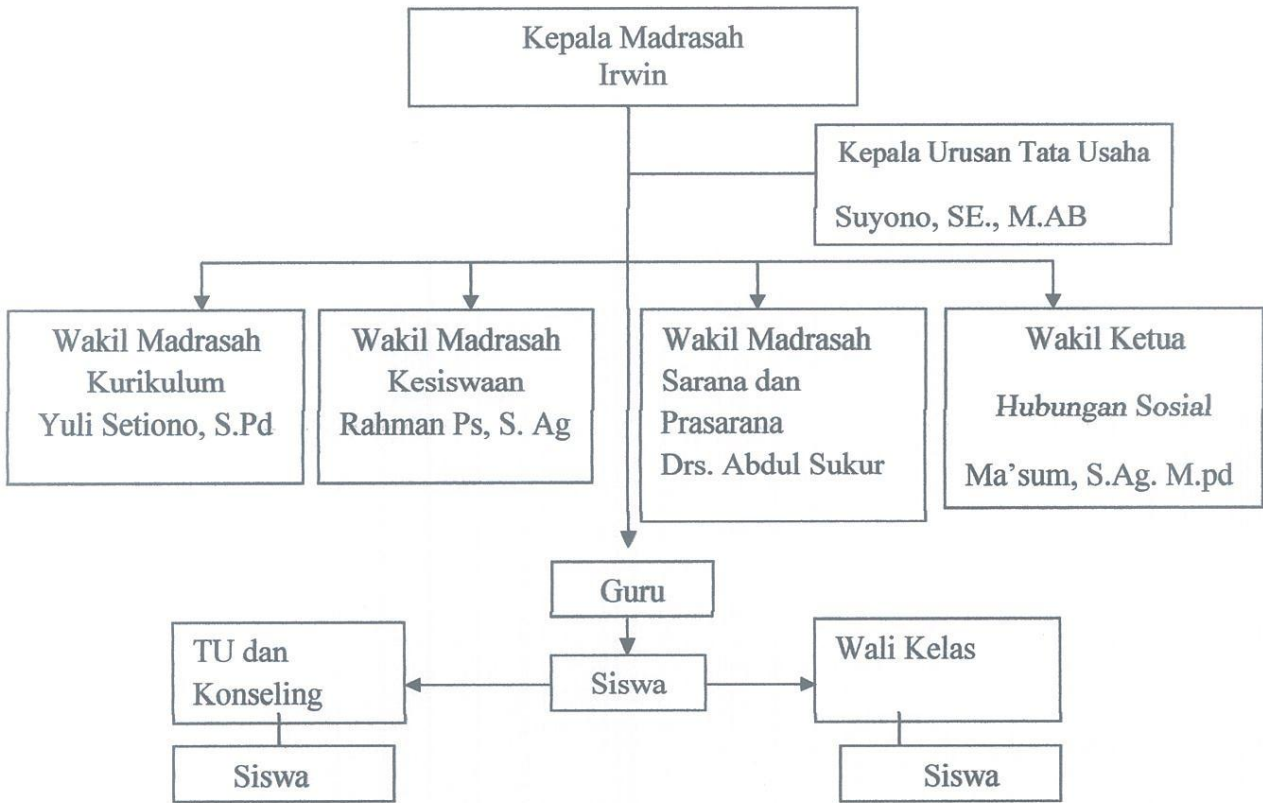 Kepala Madrasah
Irwin
Kepala Urusan Tata Usaha
Suyono, SE., M.AB
Wakil Madrasah
Kurikulum
Yuli Setiono, S.Pd
Wakil Madrasah
Kesiswaan
Rahman Ps, S. Ag
Wakil Madrasah
Sarana dan
Prasarana
Drs. Abdul Sukur
Wakil Ketua
Hubungan Sosial
Ma'sum, S.Ag. M.pd
Guru
TU dan
Konseling
Siswa
Wali Kelas
Siswa
Siswa